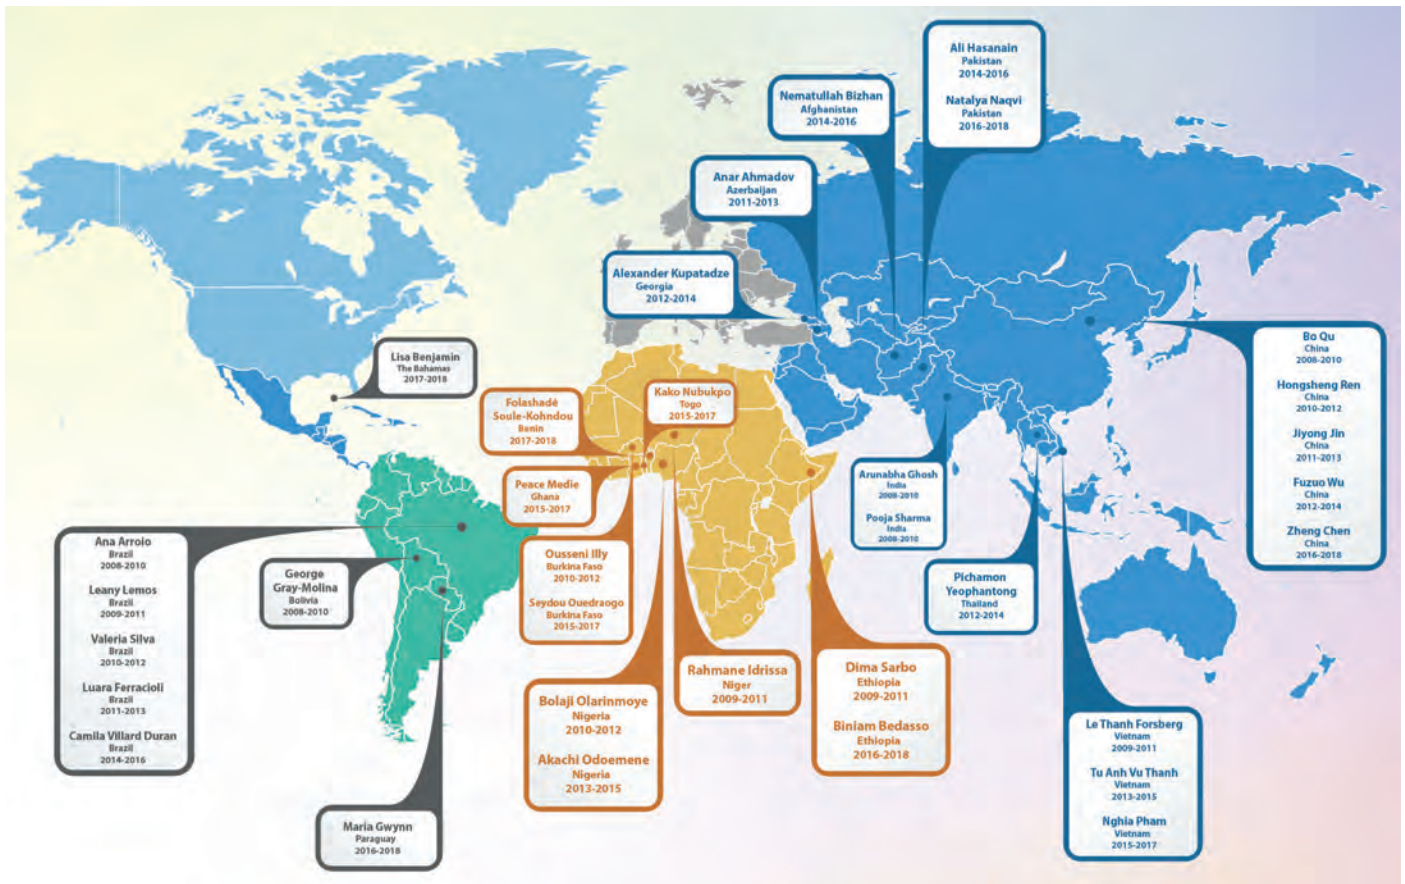 Ali Hasanain
Pakistan
2014-2016
Natalya Naqvi
Pakistan
2016-2018
Nematullah Bizhan
Afghanistan
2014-2016
Anar Ahmadov
Azerbaijan
2011-2013
Alexander Kupatadze
Georgia
2012-2014
Lisa Benjamin
The Bahamas
2017-2018
Folashadé
Soule-Kohndou
Benin
2017-2018
Kako Nubukpo
Togo
2015-2017
Peace Medie
Ghana
2015-2017
Ousseni Illy
Burkina Faso
2010-2012
Seydou Ouedraogo
Burkina Faso
2015-2017
Bolaji Olarinmoye
Nigeria
2010-2012
Akachi Odoemene
Nigeria
2013-2015
Rahmane Idrissa
Niger
2009-2011
Dima Sarbo
Ethiopia
2009-2011
Biniam Bedasso
Ethiopia
2016-2018
Arunabha Ghosh
India
2008-2010
Pooja Sharma
India
2008-2010
Pichamon
Yeophantong
Thailand
2012-2014
Bo Qu
China
2008-2010
Hongsheng Ren
China
2010-2012
Jiyong Jin
China
2011-2013
Fuzuo Wu
China
2012-2014
Zheng Chen
China
2016-2018
Le Thanh Forsberg
Vietnam
2009-2011
Tu Anh Vu Thanh
Vietnam
2013-2015
Nghia Pham
Vietnam
2015-2017
Ana Arroio
Brazil
2008-2010
Leany Lemos
Brazil
2009-2011
Valeria Silva
Brazil
2010-2012
Luara Ferracioli
Brazil
2011-2013
Camila Villard Duran
Brazil
2014-2016
George
Gray-Molina
Bolivia
2008-2010
Maria Gwynn
Paraguay
2016-2018